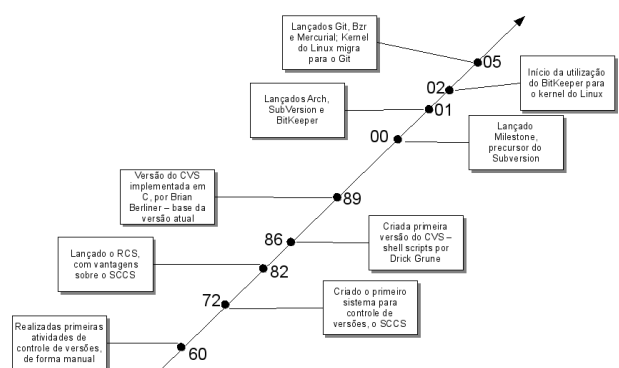 Lançados Git, Bzr
e Mercurial; Kernel
do Linux migra
para o Git
05
Início da utilização
do BitKeeper para
o kernel do Linux
02
Lançados Arch,
SubVersion e
BitKeeper
01
00
Lançado
Milestone,
precursor do
Subversion
Versão do CVS
implementada em
C, por Brian
Berliner – base da
versão atual
89
86
Criada primeira
versão do CVS –
shell scripts por
Drick Grune
Lançado o RCS,
com vantagens
sobre o SCCS
82
72
Criado o primeiro
sistema para
controle de
versões, o SCCS
Realizadas primeiras
atividades de
controle de versões,
de forma manual
60